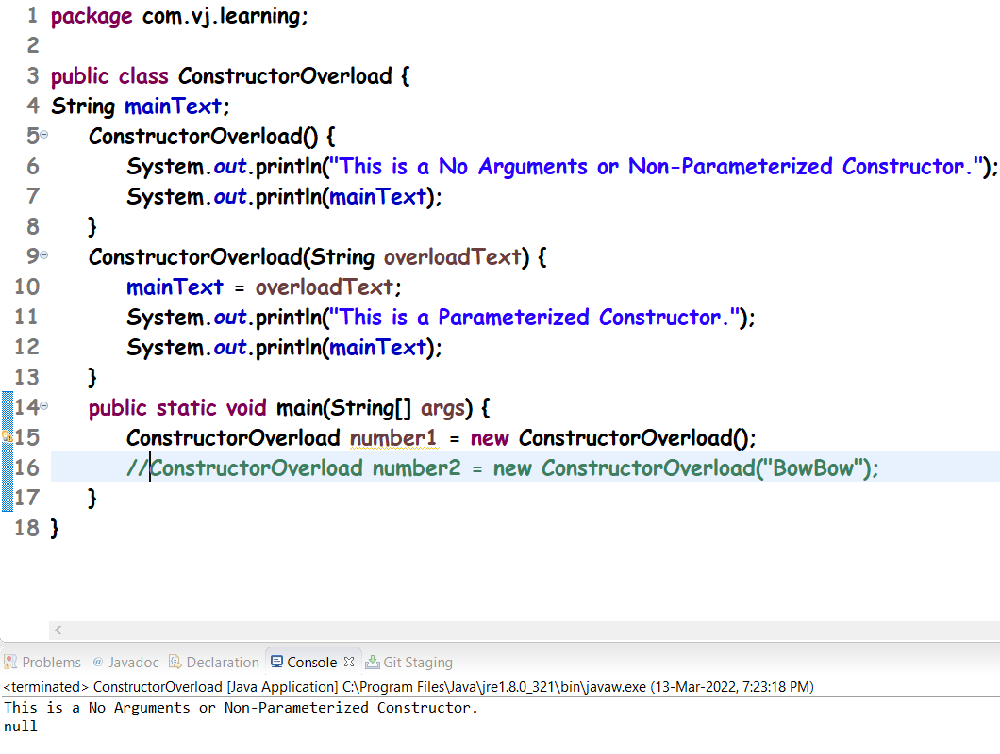 1 package com.vj.learning;
2
3 public class ConstructorOverload {
4 String mainText;
5 ConstructorOverload() {
6 System.out.println("This is a No Arguments or Non-Parameterized Constructor.");
7 System.out.println(mainText);
8 }
9 ConstructorOverload(String overloadText) {
10 mainText = overloadText;
11 System.out.println("This is a Parameterized Constructor.");
12 System.out.println(mainText);
13 }
14 public static void main(String[] args) {
15 ConstructorOverload number1 = new ConstructorOverload();
16 //ConstructorOverload number2 = new ConstructorOverload("BowBow");
17 }
18 }
Problems @ Javadoc Declaration Console Git Staging
<terminated> ConstructorOverload [Java Application] C:\Program Files\Java\jre1.8.0_321\bin\javaw.exe (13-Mar-2022, 7:23:18 PM)
This is a No Arguments or Non-Parameterized Constructor.
null